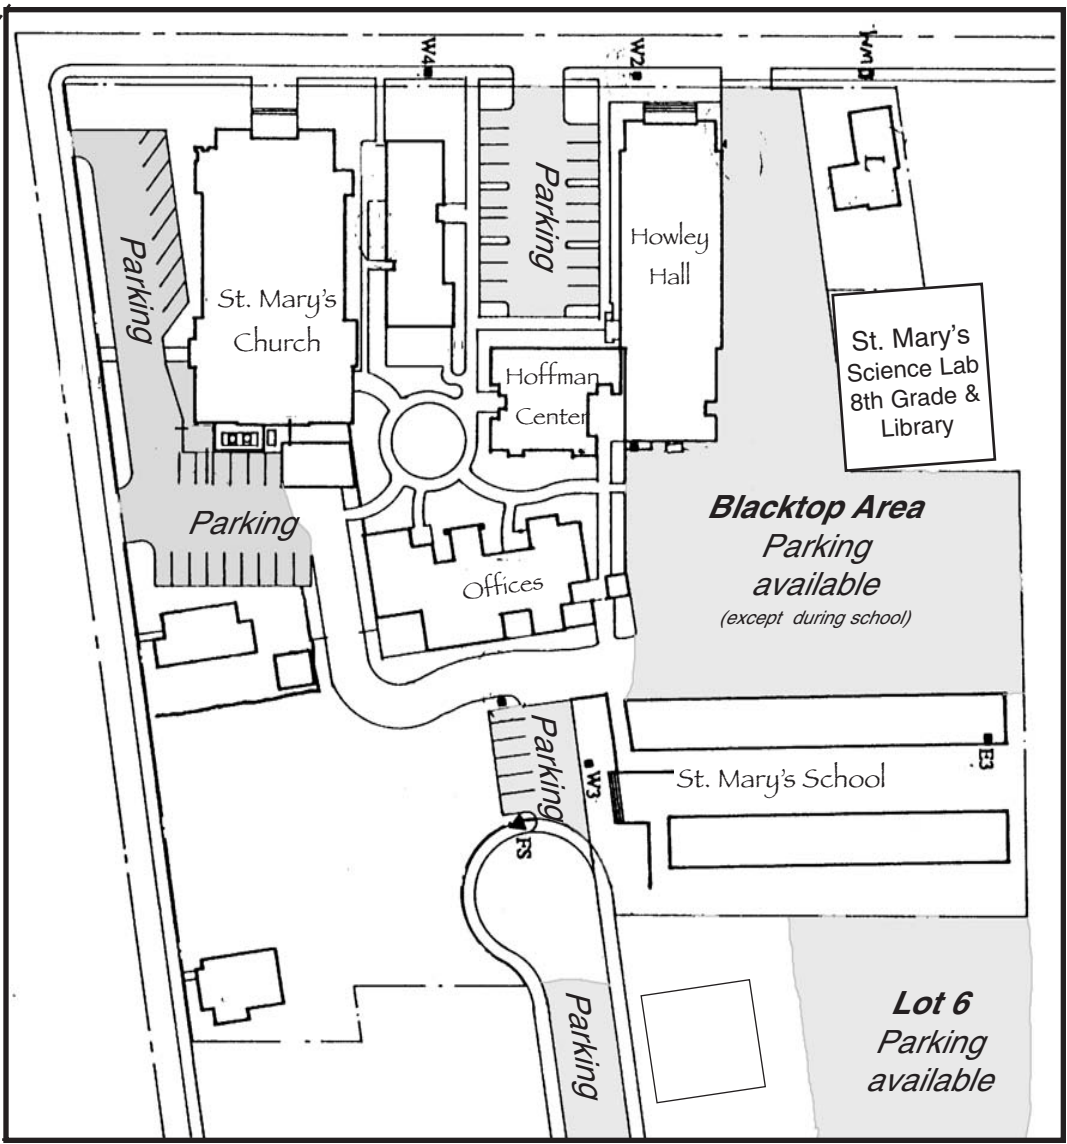 W4
W2
Parking
L
Parking
Howley
Hall
St. Mary's
Church
St. Mary's
Science Lab
8th Grade &
Library
Hoffman
Center
Parking
Blacktop Area
Parking
available
(except during school)
Offices
Parking
W3
E3
St. Mary's School
FS
Parking
Lot 6
Parking
available